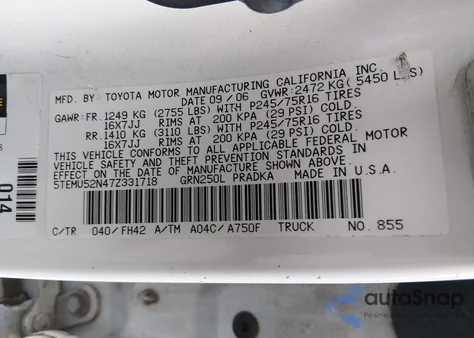 MFD. BY: TOYOTA MOTOR MANUFACTURING CALIFORNIA INC.
DATE 09/06 GVWR: 2472 KG( 5450 LBS)
GAWR: FR. 1249 KG (2755 LBS) WITH P245/75R16 TIRES
16X7JJ RIMS AT 200 KPA (29 PSI) COLD.
RR. 1410 KG (3110 LBS) WITH P245/75R16 TIRES
16X7JJ RIMS AT 200 KPA (29 PSI) COLD.
THIS VEHICLE CONFORMS TO ALL APPLICABLE FEDERAL MOTOR
VEHICLE SAFETY AND THEFT PREVENTION STANDARDS IN
EFFECT ON THE DATE OF MANUFACTURE SHOWN ABOVE.
5TEMU52N47Z331718 GRN250L PRADKA MADE IN U.S.A.
C/TR 040/FH42 A/TM A04C/A750F TRUCK NO. 855
014
autoSnap